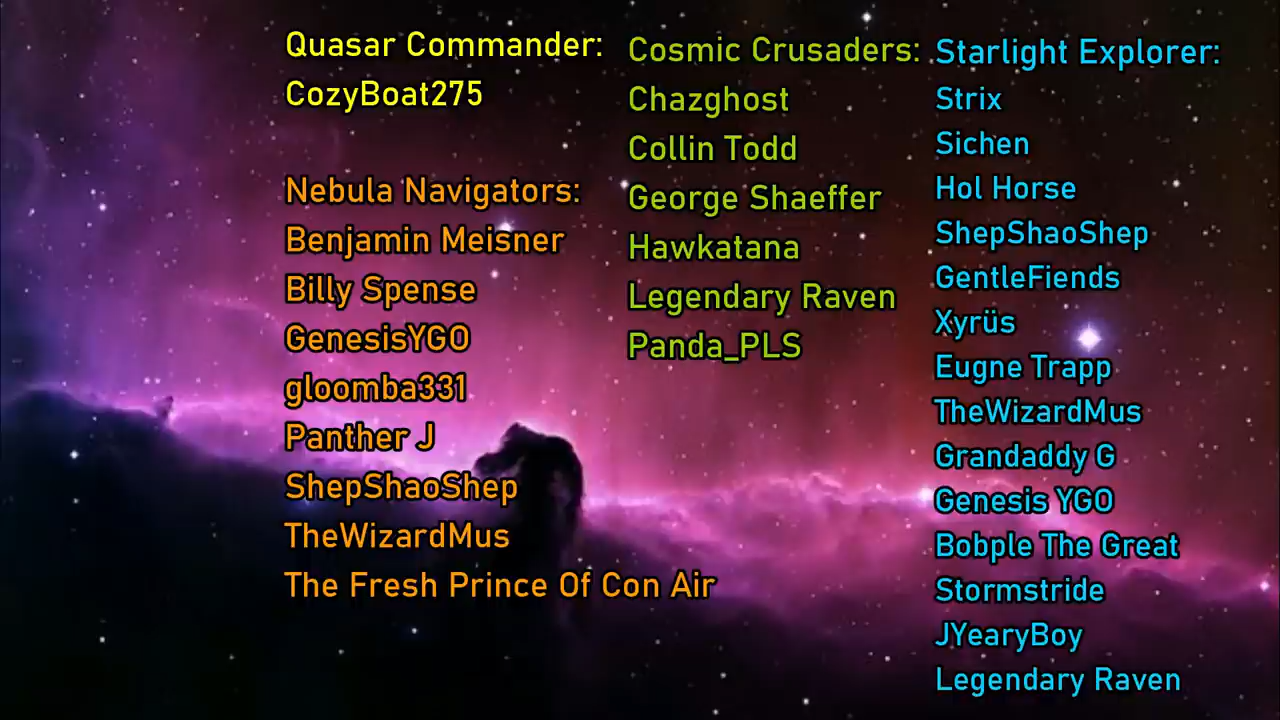 Quasar Commander:
CozyBoat275
Nebula Navigators:
Benjamin Meisner
Billy Spense
GenesisYGO
gloomba331
Panther J
ShepShaoShep
TheWizardMus
The Fresh Prince Of Con Air
Cosmic Crusaders:
Chazghost
Collin Todd
George Shaeffer
Hawkatana
Legendary Raven
Panda_PLS
Starlight Explorer:
Strix
Sichen
Hol Horse
ShepShaoShep
GentleFiends
Xyrüs
Eugne Trapp
TheWizardMus
Grandaddy G
Genesis YGO
Bobple The Great
Stormstride
JYearyBoy
Legendary Raven